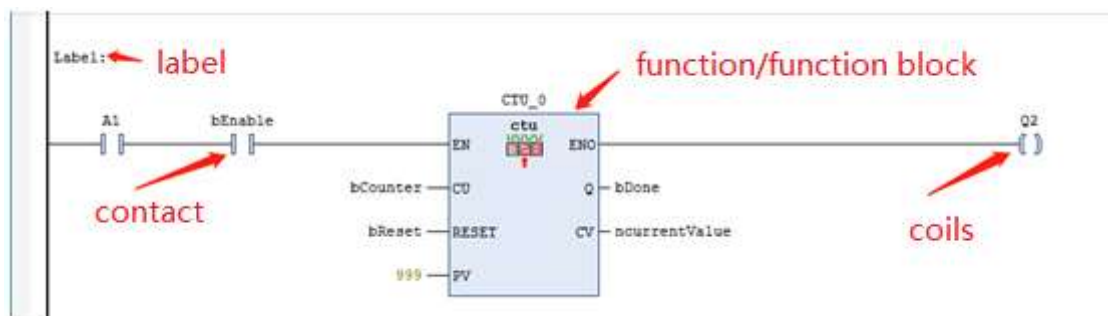 Label:
label
function/function block
CTU_0
A1 bEnable ctu Q2
EN ENO
bCounter CU Q bDone
contact
bReset RESET CV ncurrentValue
coils
999 PV